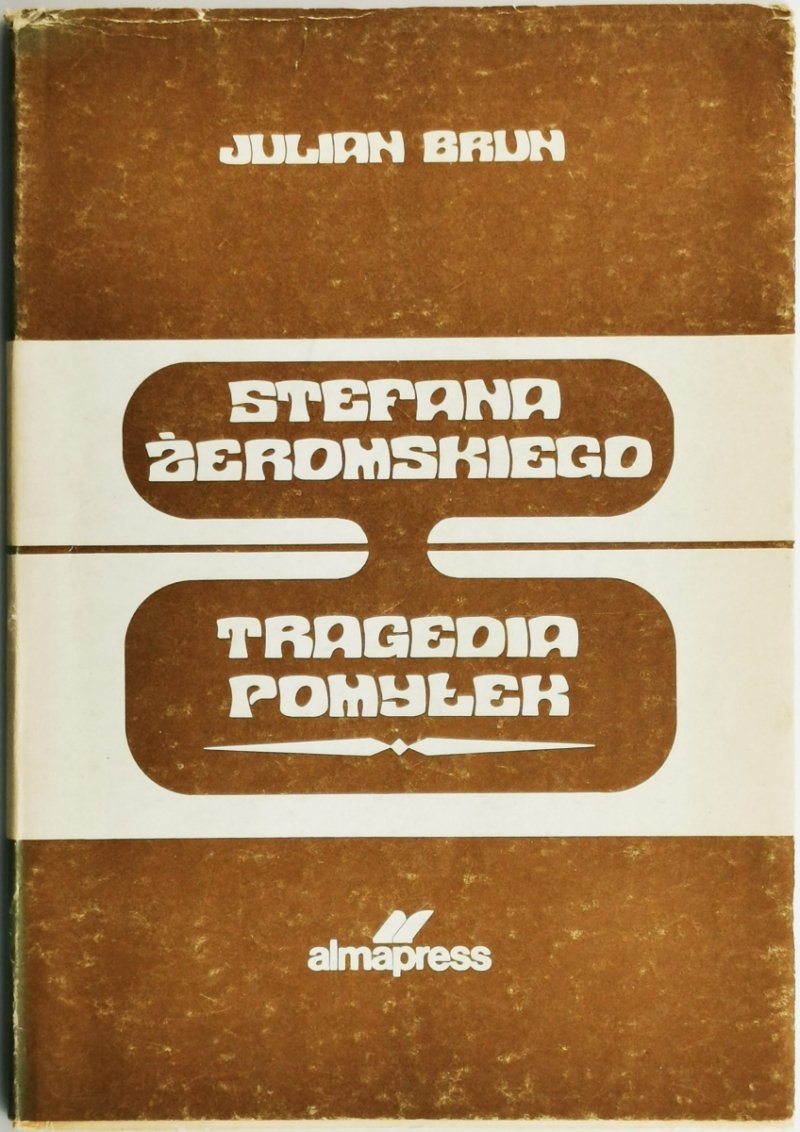 JULIAN BRUN
STEFANA
ŻEROMSKIEGO
TRAGEDIA
POMYŁEK
almapress